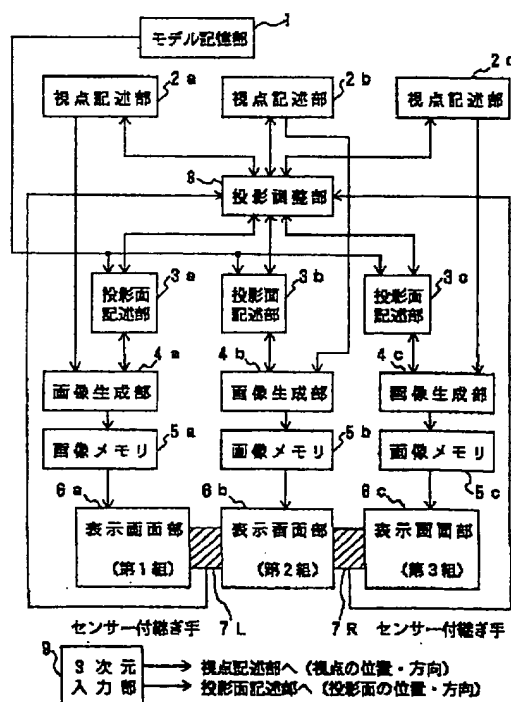 1
モデル記憶部
2a 2b 2c
視点記述部 視点記述部 視点記述部
8
投影調整部
3a 3b 3c
投影面記述部 投影面記述部 投影面記述部
4a 4b 4c
画像生成部 画像生成部 画像生成部
5a 5b
画像メモリ 画像メモリ 画像メモリ
6a 6b 6c 5c
表示画面部 表示画面部 表示画面部
(第1組) (第2組) (第3組)
センサー付継ぎ手 7L 7R センサー付継ぎ手
9
3次元 視点記述部へ(視点の位置・方向)
入力部 投影面記述部へ(投影面の位置・方向)